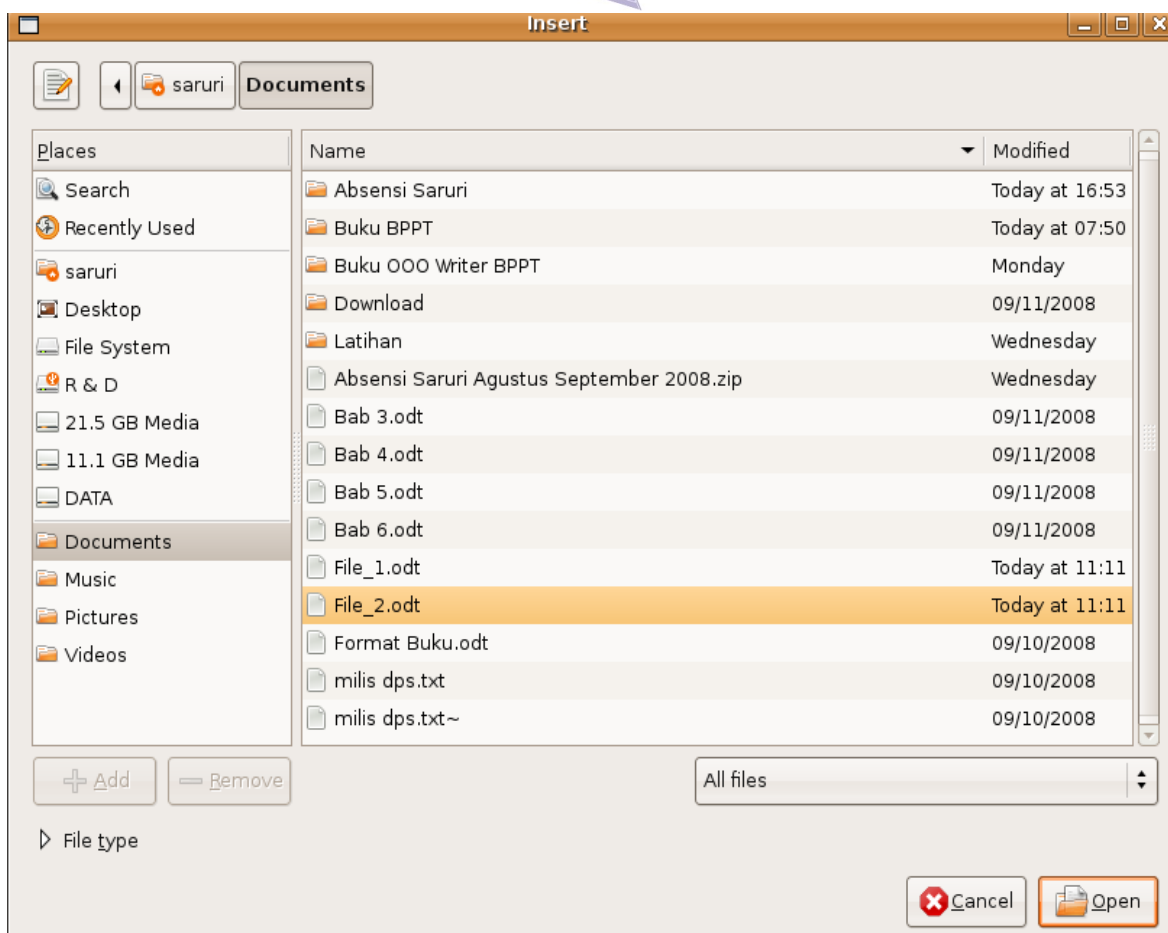 Insert
saruri Documents
Places
Search
Recently Used
saruri
Desktop
File System
R & D
21.5 GB Media
11.1 GB Media
DATA
Documents
Music
Pictures
Videos
Name Modified
Absensi Saruri Today at 16:53
Buku BPPT Today at 07:50
Buku OOO Writer BPPT Monday
Download 09/11/2008
Latihan Wednesday
Absensi Saruri Agustus September 2008.zip Wednesday
Bab 3.odt 09/11/2008
Bab 4.odt 09/11/2008
Bab 5.odt 09/11/2008
Bab 6.odt 09/11/2008
File_1.odt Today at 11:11
File_2.odt Today at 11:11
Format Buku.odt 09/10/2008
milis dps.txt 09/10/2008
milis dps.txt~ 09/10/2008
Add Remove All files
File type
Cancel Open